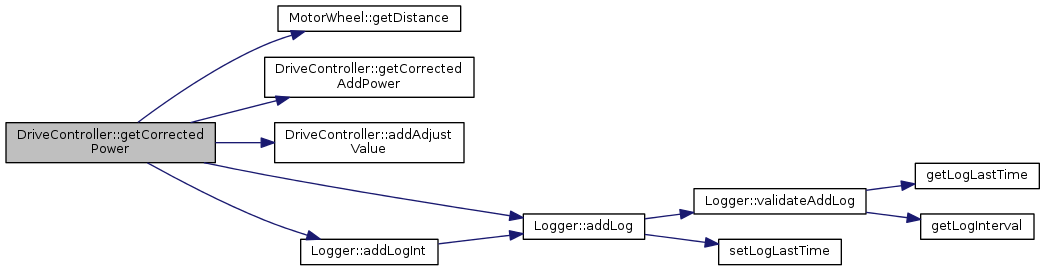 MotorWheel::getDistance
DriveController::getCorrected
AddPower
DriveController::getCorrected
Power
DriveController::addAdjust
Value
Logger::addLogInt
Logger::addLog
Logger::validateAddLog
setLogLastTime
getLogLastTime
getLogInterval